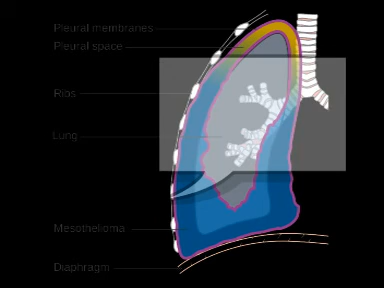 Pleural membranes
Pleural space
Ribs
Lung
Mesothelioma
Diaphragm